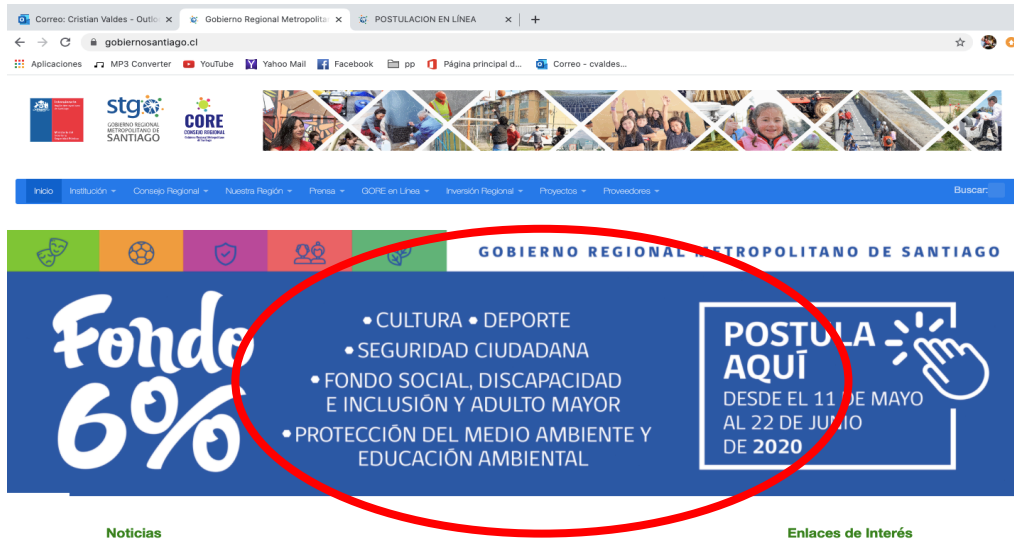 Correo: Cristian Valdes - Outlo
Gobierno Regional Metropolita
POSTULACION EN LÍNEA
gobiernosantiago.cl
Aplicaciones
MP3 Converter
YouTube
Yahoo Mail
Facebook
pp
Página principal d...
Correo - cvaldes...
stgo
GOBIERNO REGIONAL
METROPOLITANO DE
SANTIAGO
CORE
CONSEJO REGIONAL
Inicio
Institución
Consejo Regional
Nuestra Región
Prensa
GORE en Línea
Inversión Regional
Proyectos
Proveedores
Buscar:
GOBIERNO REGIONAL METROPOLITANO DE SANTIAGO
Fondo
6%
• CULTURA • DEPORTE
• SEGURIDAD CIUDADANA
• FONDO SOCIAL, DISCAPACIDAD
E INCLUSIÓN Y ADULTO MAYOR
• PROTECCIÓN DEL MEDIO AMBIENTE Y
EDUCACIÓN AMBIENTAL
POSTULA
AQUÍ
DESDE EL 11 DE MAYO
AL 22 DE JUNIO
DE 2020
Noticias
Enlaces de Interés